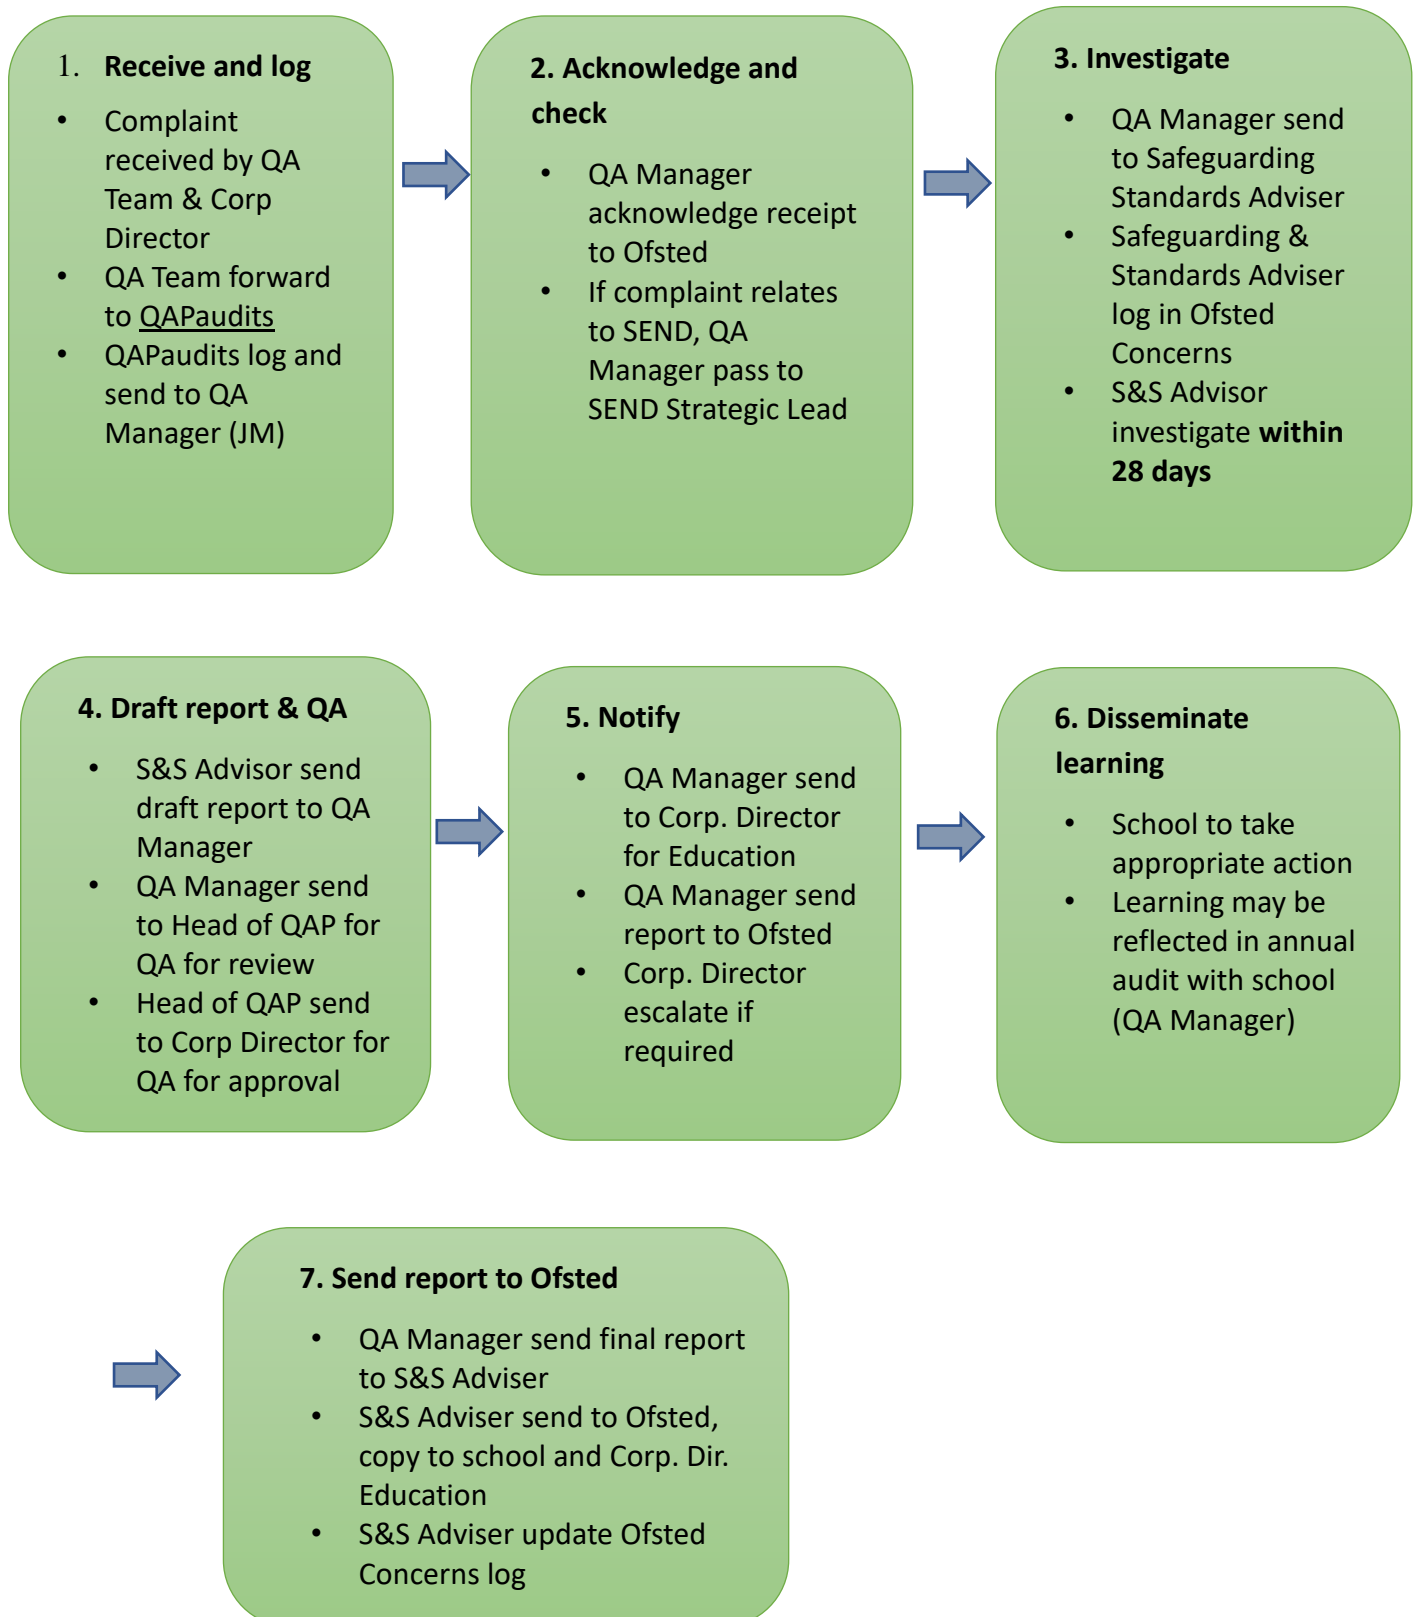 1. Receive and log
• Complaint
received by QA
Team & Corp
Director
• QA Team forward
to QAPaudits
• QAPaudits log and
send to QA
Manager (JM)
2. Acknowledge and
check
• QA Manager
acknowledge receipt
to Ofsted
• If complaint relates
to SEND, QA
Manager pass to
SEND Strategic Lead
3. Investigate
• QA Manager send
to Safeguarding
Standards Adviser
• Safeguarding &
Standards Adviser
log in Ofsted
Concerns
• S&S Advisor
investigate within
28 days
4. Draft report & QA
• S&S Advisor send
draft report to QA
Manager
• QA Manager send
to Head of QAP for
QA for review
• Head of QAP send
to Corp Director for
QA for approval
5. Notify
• QA Manager send
to Corp. Director
for Education
• QA Manager send
report to Ofsted
• Corp. Director
escalate if
required
6. Disseminate
learning
• School to take
appropriate action
• Learning may be
reflected in annual
audit with school
(QA Manager)
7. Send report to Ofsted
• QA Manager send final report
to S&S Adviser
• S&S Adviser send to Ofsted,
copy to school and Corp. Dir.
Education
• S&S Adviser update Ofsted
Concerns log